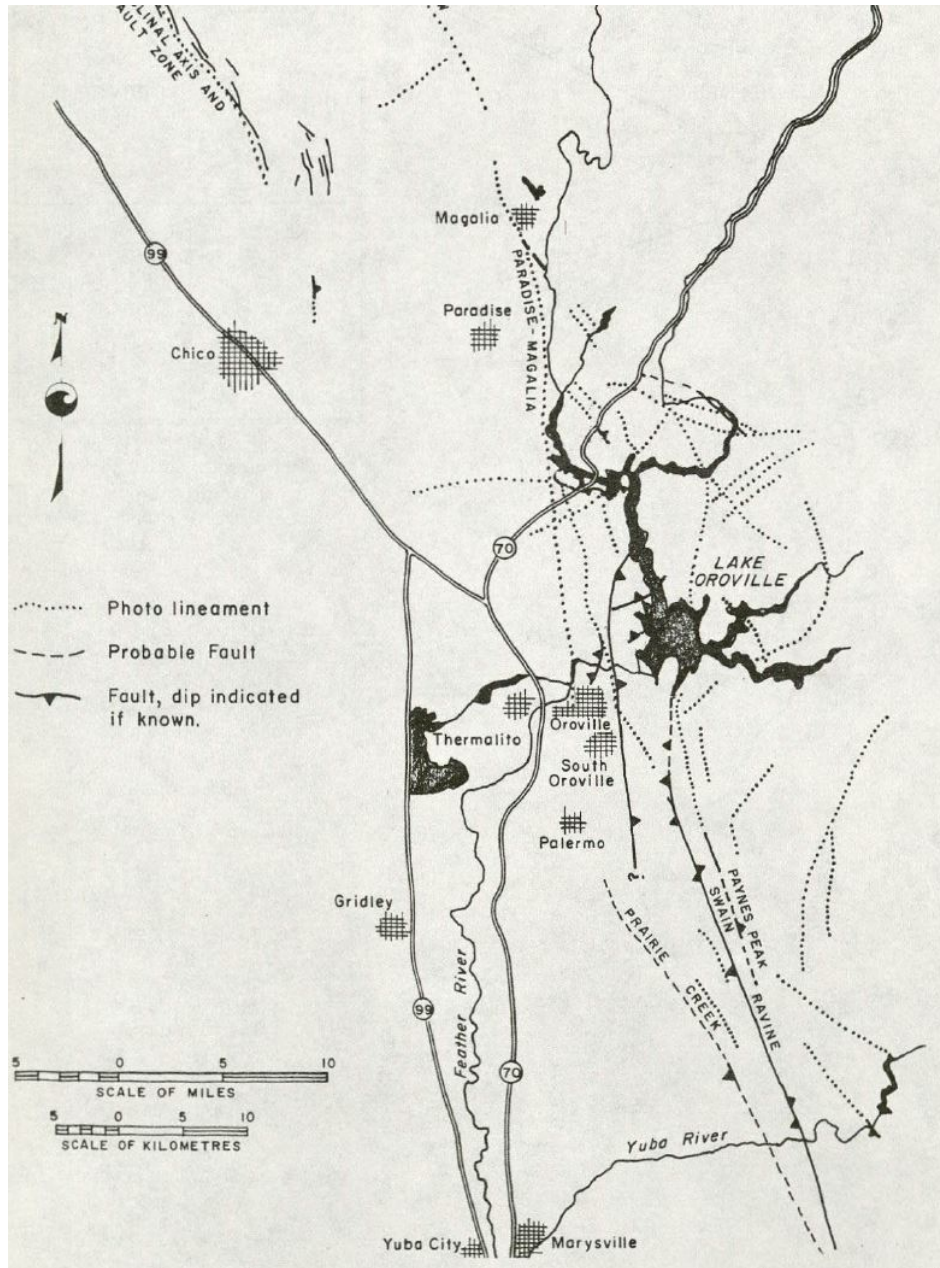 LINAL AXIS AND
FAULT ZONE
99
Magalia
PARADISE-MAGALIA
Paradise
Chico
N
70
LAKE
OROVILLE
Photo lineament
Probable Fault
Fault, dip indicated
if known.
Thermalito
Oroville
South
Oroville
Palermo
?
Gridley
PAYNES PEAK
SWAIN
RAVINE
PRAIRIE
CREEK
Feather River
99
70
5 0 5 10
SCALE OF MILES
5 0 5 10
SCALE OF KILOMETRES
Yuba River
Yuba City
Marysville